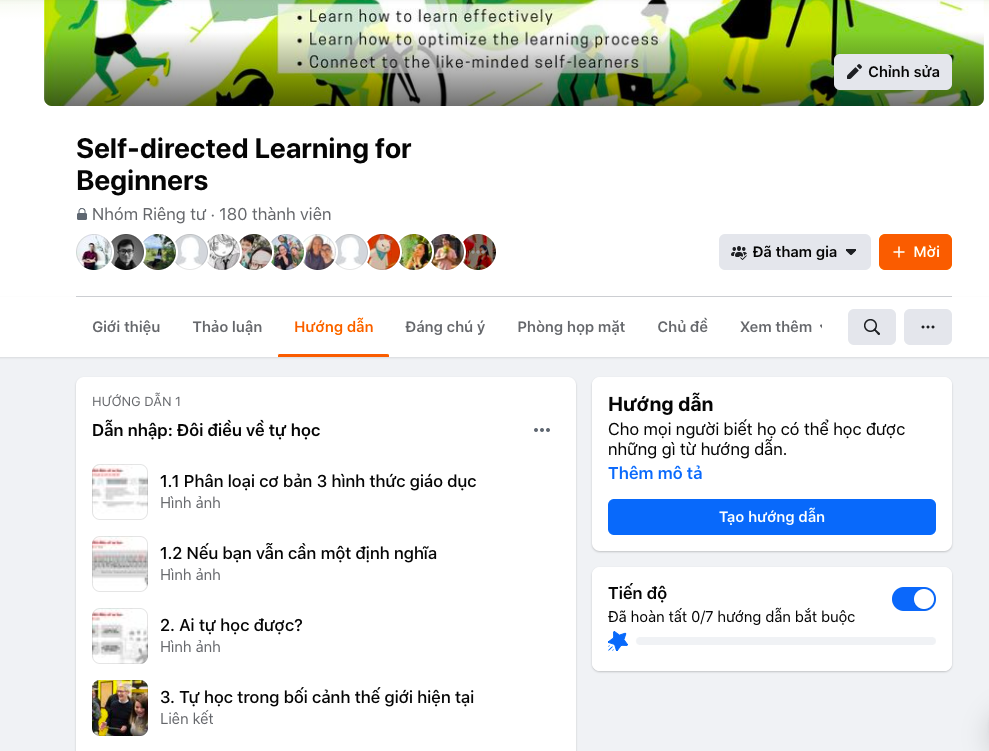 • Learn how to learn effectively
• Learn how to optimize the learning process
• Connect to the like-minded self-learners
Chỉnh sửa
Self-directed Learning for
Beginners
Nhóm Riêng tư · 180 thành viên
Đã tham gia
+ Mời
Giới thiệu
Thảo luận
Hướng dẫn
Đáng chú ý
Phòng họp mặt
Chủ đề
Xem thêm
HƯỚNG DẪN 1
Dẫn nhập: Đôi điều về tự học
1.1 Phân loại cơ bản 3 hình thức giáo dục
Hình ảnh
1.2 Nếu bạn vẫn cần một định nghĩa
Hình ảnh
2. Ai tự học được?
Hình ảnh
3. Tự học trong bối cảnh thế giới hiện tại
Liên kết
Hướng dẫn
Cho mọi người biết họ có thể học được
những gì từ hướng dẫn.
Thêm mô tả
Tạo hướng dẫn
Tiến độ
Đã hoàn tất 0/7 hướng dẫn bắt buộc